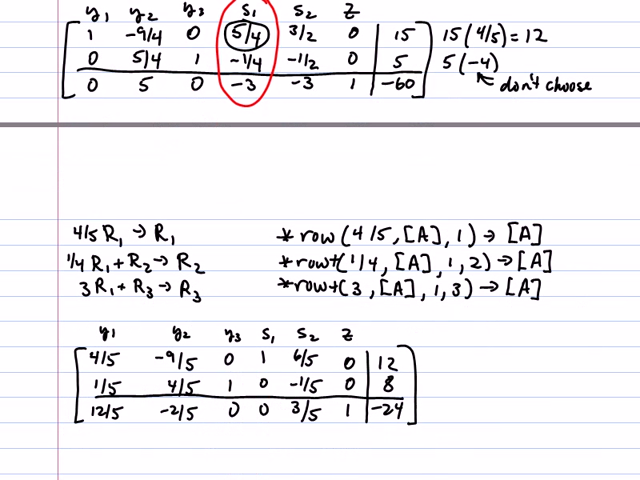 y1 y2 y3 s1 s2 z
1 -9/4 0 5/4 3/2 0 15 15(4/5)=12
0 5/4 1 -1/4 -1/2 0 5 5(-4)
0 5 0 -3 -3 1 -60 don't choose
4/5 R1 → R1 *row(4/5,[A],1)→[A]
1/4 R1 + R2 → R2 *row+(1/4,[A],1,2)→[A]
3R1 + R3 → R3 *row+(3,[A],1,3)→[A]
y1 y2 y3 s1 s2 z
4/5 -9/5 0 1 6/5 0 12
1/5 4/5 1 0 -1/5 0 8
12/5 -2/5 0 0 3/5 1 -24